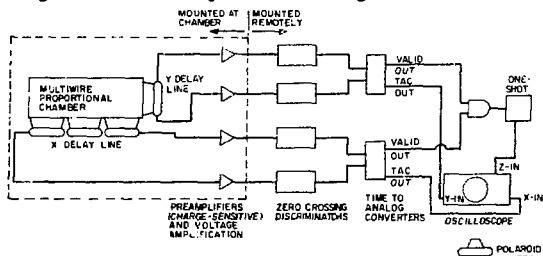 MOUNTED AT
CHAMBER
MOUNTED
REMOTELY
Y DELAY
LINE
MULTIWIRE
PROPORTIONAL
CHAMBER
X DELAY LINE
VALID
OUT
TAC
OUT
ONE-
SHOT
VALID
OUT
TAC
OUT
Z-IN
Y-IN
X-IN
OSCILLOSCOPE
PREAMPLIFIERS
(CHARGE-SENSITIVE)
AND VOLTAGE
AMPLIFICATION
ZERO CROSSING
DISCRIMINATORS
TIME TO
ANALOG
CONVERTERS
POLAROID